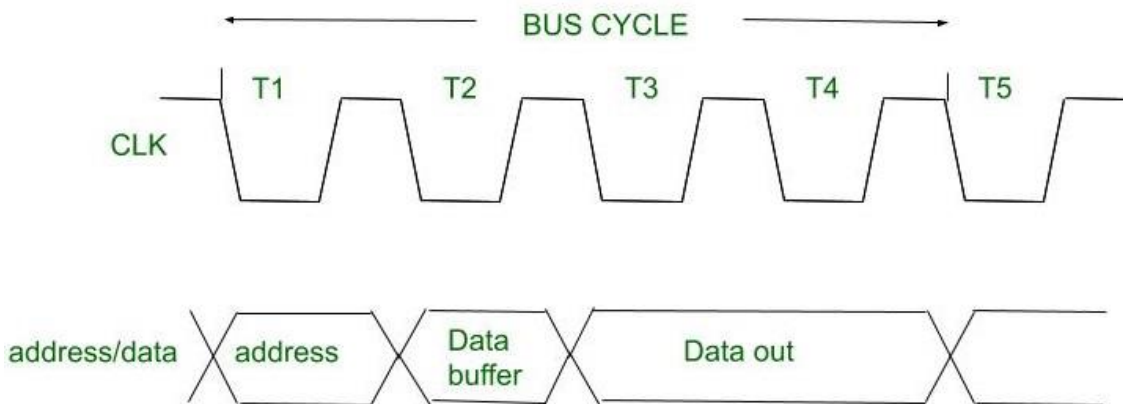 BUS CYCLE
T1 T2 T3 T4 T5
CLK
address/data address Data buffer Data out